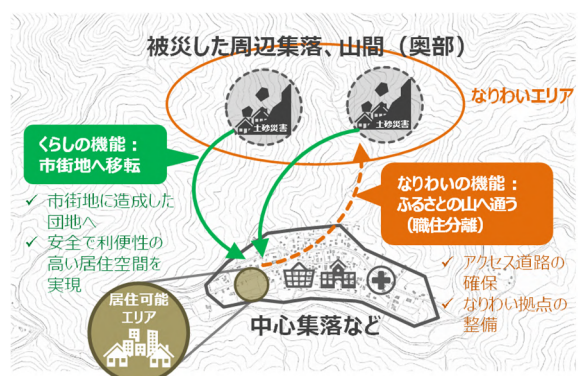 被災した周辺集落、山間（奥部）
なりわいエリア
土砂災害
土砂災害
くらしの機能：
市街地へ移転
✓ 市街地に造成した
団地へ
✓ 安全で利便性の
高い居住空間を
実現
なりわいの機能：
ふるさとの山へ通う
（職住分離）
✓ アクセス道路の
確保
✓ なりわい拠点の
整備
居住可能
エリア
中心集落など